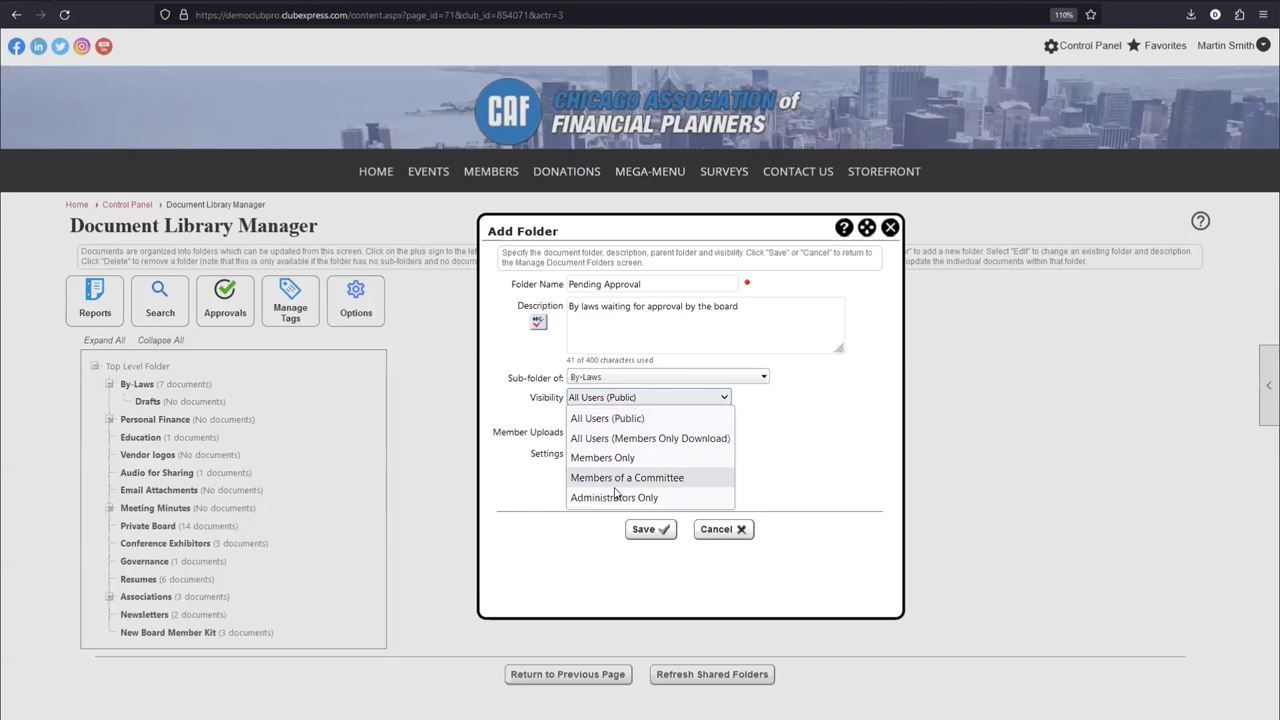 https://democlubpro.clubexpress.com/content.aspx?page_id=71&club_id=854071&actr=3
110%
Control Panel
Favorites
Martin Smith
CAF
CHICAGO ASSOCIATION of
FINANCIAL PLANNERS
HOME
EVENTS
MEMBERS
DONATIONS
MEGA-MENU
SURVEYS
CONTACT US
STOREFRONT
Home › Control Panel › Document Library Manager
Document Library Manager
Documents are organized into folders which can be updated from this screen. Click on the plus sign to the left
to add a new folder. Select "Edit" to change an existing folder and description.
Click "Delete" to remove a folder (note that this is only available if the folder has no sub-folders and no docum
update the individual documents within that folder.
Reports
Search
Approvals
Manage
Tags
Options
Expand All
Collapse All
Top Level Folder
By-Laws (7 documents)
Drafts (No documents)
Personal Finance (No documents)
Education (1 documents)
Vendor logos (No documents)
Audio for Sharing (1 documents)
Email Attachments (No documents)
Meeting Minutes (No documents)
Private Board (14 documents)
Conference Exhibitors (5 documents)
Governance (1 documents)
Resumes (6 documents)
Associations (3 documents)
Newsletters (2 documents)
New Board Member Kit (3 documents)
Add Folder
Specify the document folder, description, parent folder and visibility. Click "Save" or "Cancel" to return to
the Manage Document Folders screen.
Folder Name
Pending Approval
Description
By laws waiting for approval by the board
ABC
41 of 400 characters used
Sub-folder of:
By-Laws
Visibility
All Users (Public)
All Users (Public)
Member Uploads
All Users (Members Only Download)
Settings
Members Only
Members of a Committee
Administrators Only
Save
Cancel
Return to Previous Page
Refresh Shared Folders